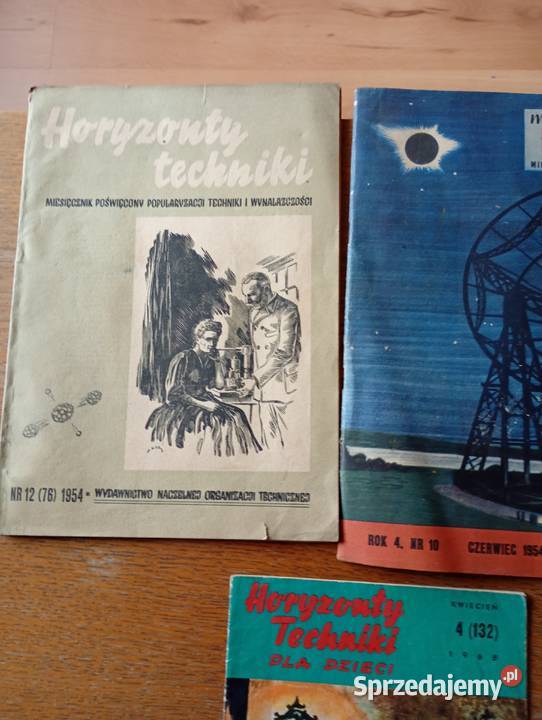 Horyzonty
techniki
MIESIĘCZNIK POŚWIĘCONY POPULARYZACJI TECHNIKI I WYNALAZCZOŚCI
NR 12 (76) 1954 - WYDAWNICTWO NACZELNEJ ORGANIZACJI TECHNICZNEJ
ROK 4. NR 10 CZERWIEC 1954
Horyzonty
Techniki
DLA DZIECI
KWIECIEŃ
4 (132)
1968
Sprzedajemy.pl